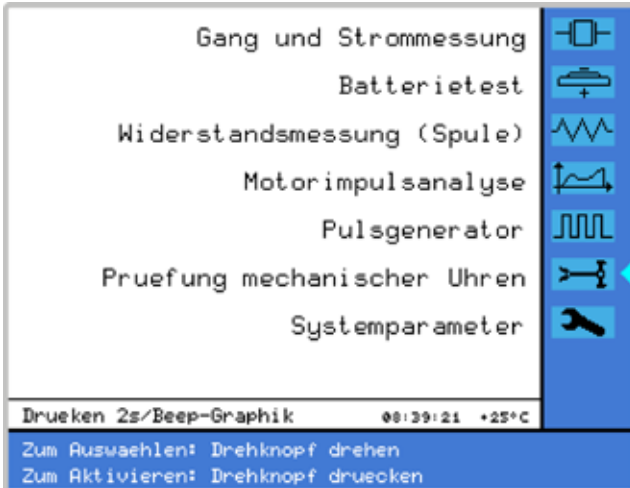 Gang und Strommessung
Batterietest
Widerstandsmessung (Spule)
Motorimpulsanalyse
Pulsgenerator
Pruefung mechanischer Uhren
Systemparameter
Drueken 2s/Beep-Graphik 08:39:21 +25°C
Zum Auswaehlen: Drehknopf drehen
Zum Aktivieren: Drehknopf druecken